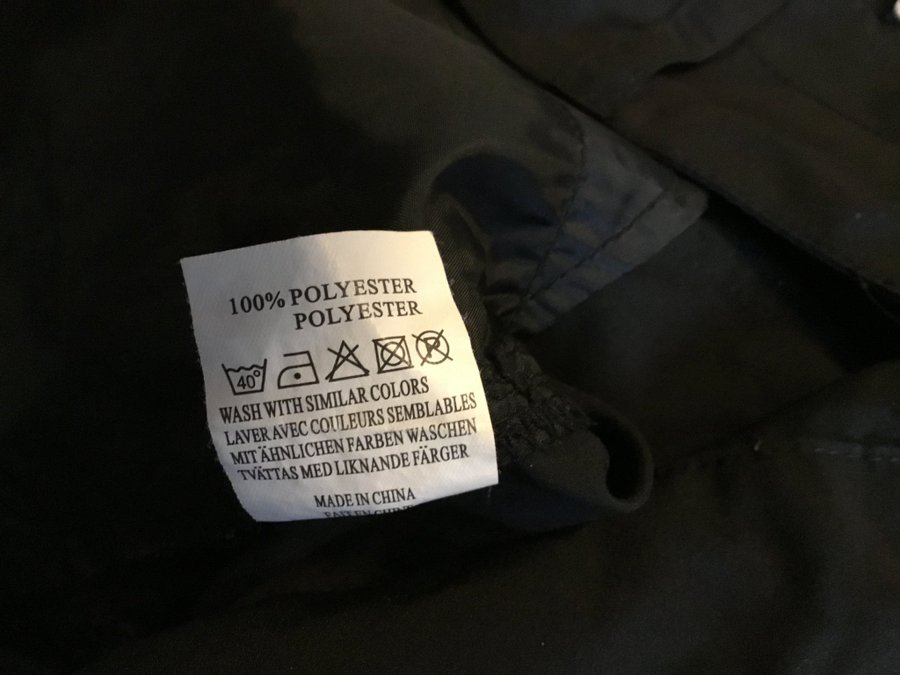 100% POLYESTER
POLYESTER
40°
P
WASH WITH SIMILAR COLORS
LAVER AVEC COULEURS SEMBLABLES
MIT ÄHNLICHEN FARBEN WASCHEN
TVÄTTAS MED LIKNANDE FÄRGER
MADE IN CHINA